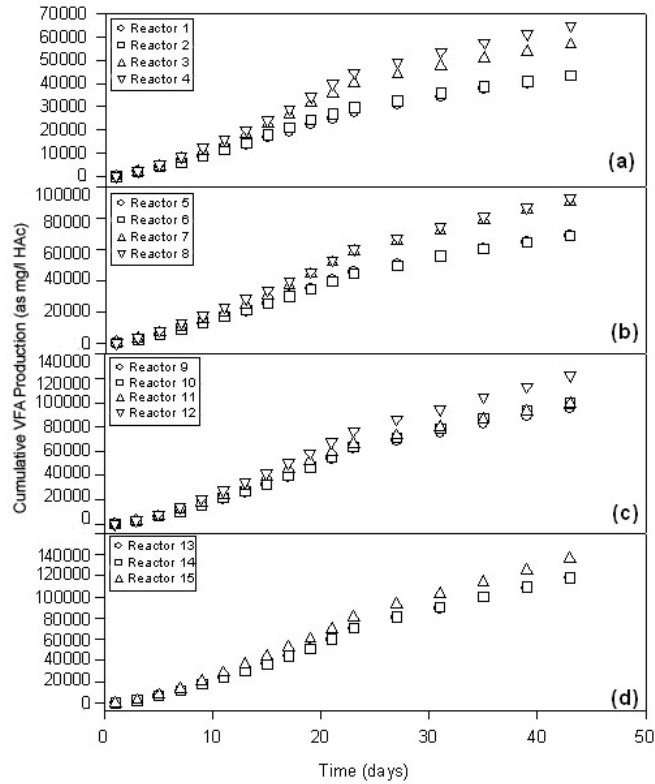 Cumulative VFA Production (as mg/l HAc)
70000
60000
50000
40000
30000
20000
10000
0
Reactor 1
Reactor 2
Reactor 3
Reactor 4
(a)
100000
80000
60000
40000
20000
0
Reactor 5
Reactor 6
Reactor 7
Reactor 8
(b)
140000
120000
100000
80000
60000
40000
20000
0
Reactor 9
Reactor 10
Reactor 11
Reactor 12
(c)
140000
120000
100000
80000
60000
40000
20000
0
Reactor 13
Reactor 14
Reactor 15
(d)
0 10 20 30 40 50
Time (days)